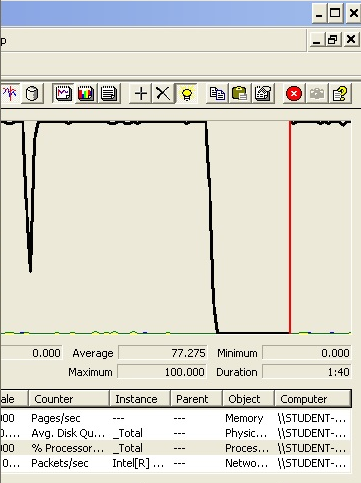 p
0.000 Average 77.275 Minimum 0.000
Maximum 100.000 Duration 1:40
ale Counter Instance Parent Object Computer
000 Pages/sec --- --- Memory \\STUDENT-...
0.... Avg. Disk Qu... _Total --- Physic... \\STUDENT-...
000 % Processor... _Total --- Proces... \\STUDENT-...
0... Packets/sec Intel[R] ... --- Netwo... \\STUDENT-...